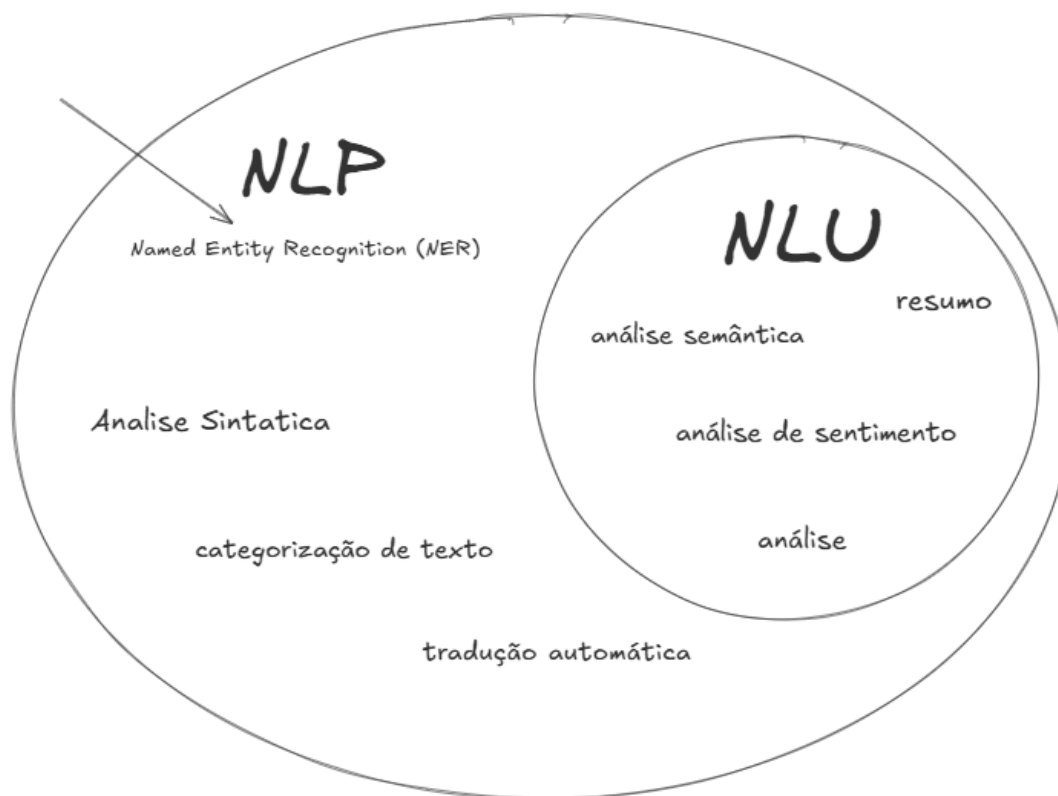 NLP
Named Entity Recognition (NER)
Analise Sintatica
categorização de texto
tradução automática
NLU
resumo
análise semântica
análise de sentimento
análise